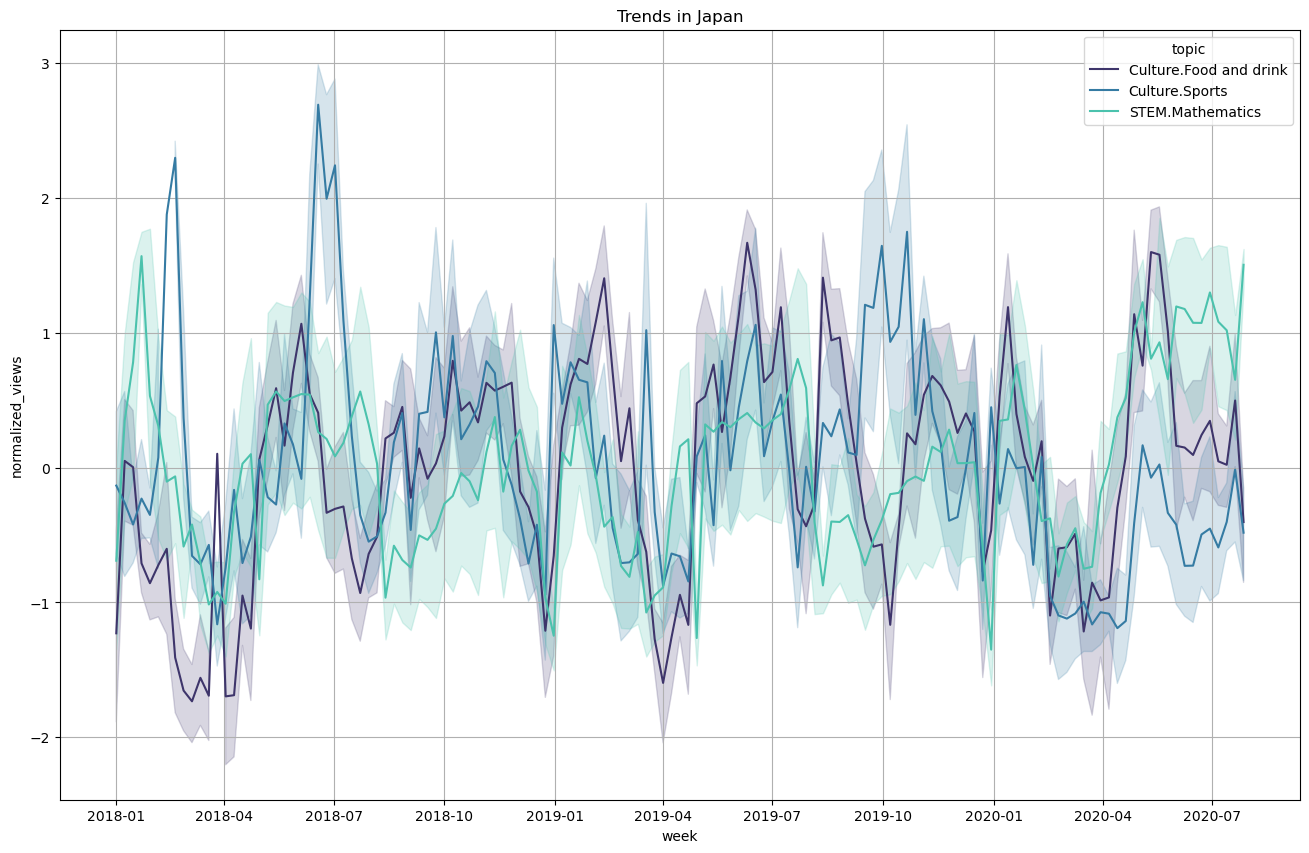 Trends in Japan
topic
Culture.Food and drink
Culture.Sports
STEM.Mathematics
normalized_views
3
2
1
0
−1
−2
2018-01
2018-04
2018-07
2018-10
2019-01
2019-04
2019-07
2019-10
2020-01
2020-04
2020-07
week